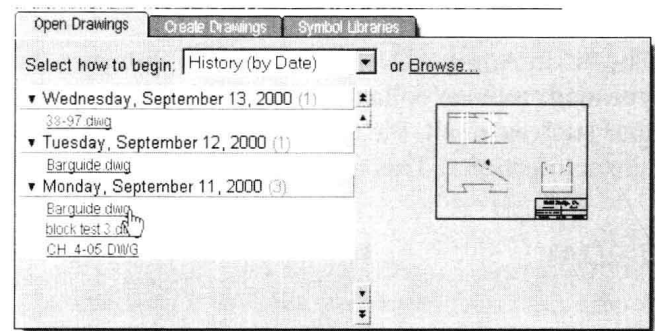 Open Drawings Create Drawings Symbol Libraries
Select how to begin: History (by Date) or Browse...
▾ Wednesday, September 13, 2000 (1)
38-97 dwg
▾ Tuesday, September 12, 2000 (1)
Barguide.dwg
▾ Monday, September 11, 2000 (3)
Barguide.dwg
block test 3.d
CH. 4-05.DWG